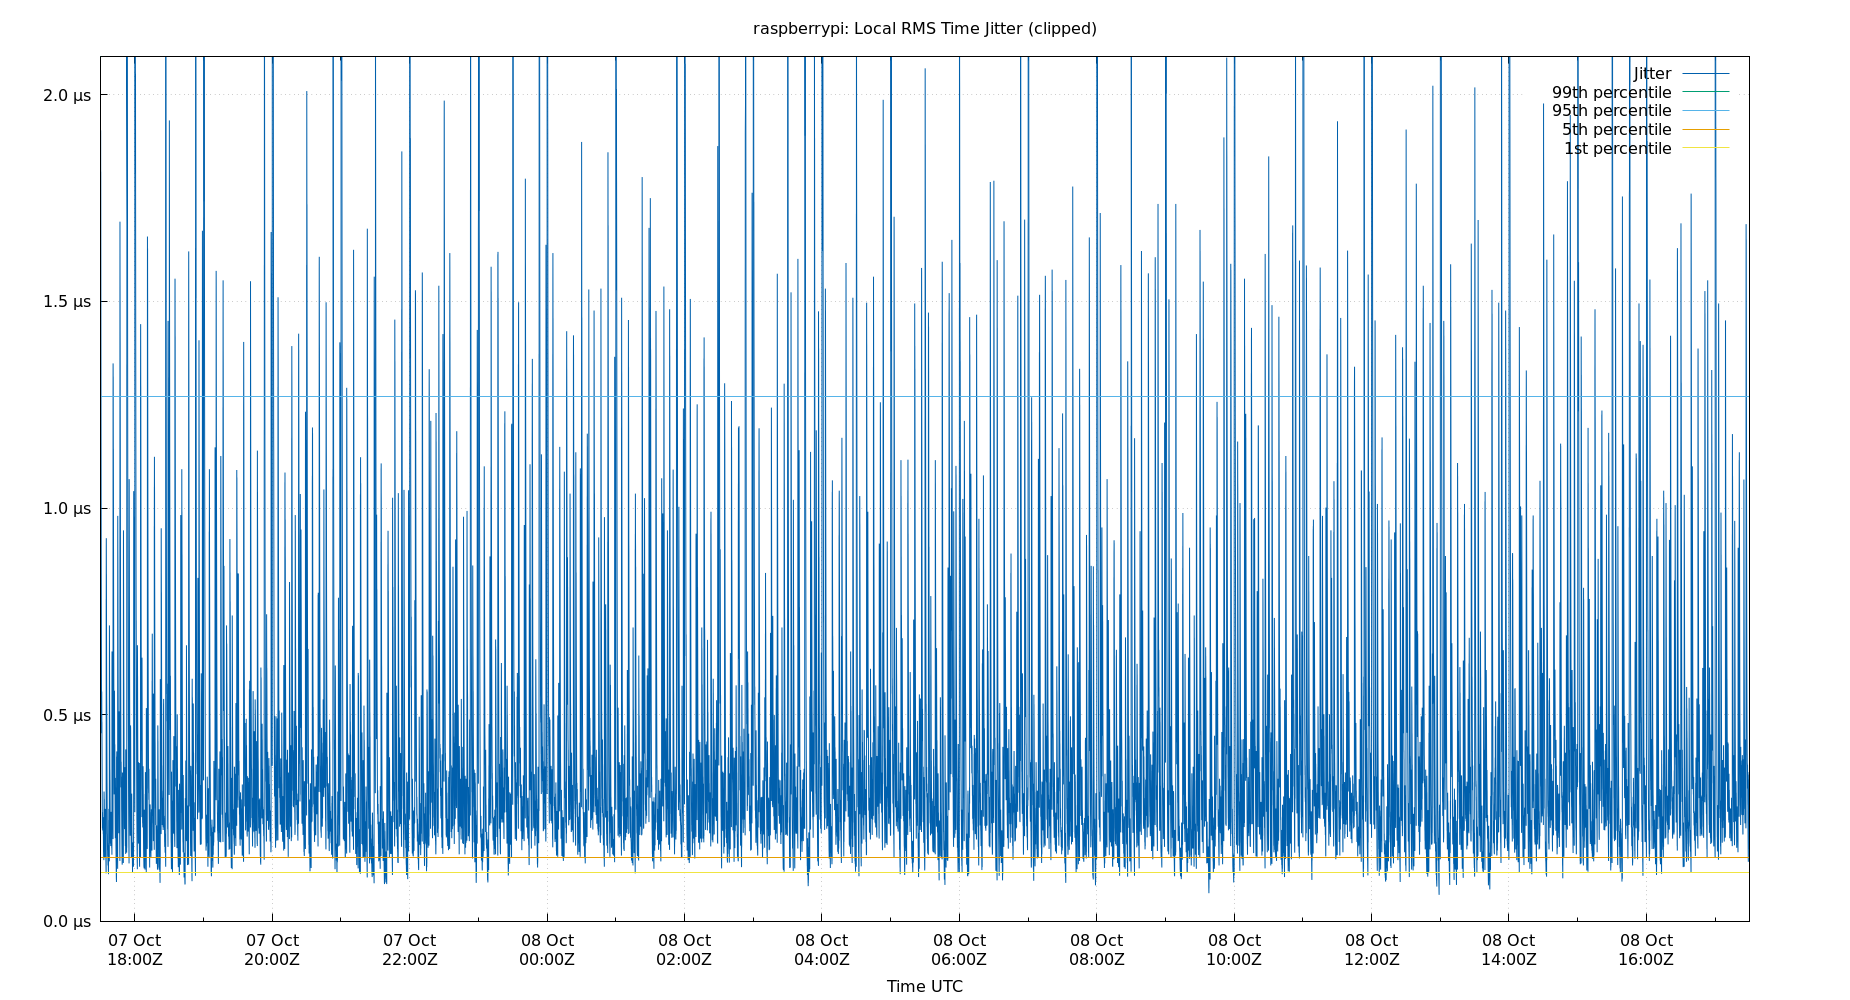 raspberrypi: Local RMS Time Jitter (clipped)
Jitter
99th percentile
95th percentile
5th percentile
1st percentile
2.0 µs
1.5 µs
1.0 µs
0.5 µs
0.0 µs
07 Oct 07 Oct 07 Oct 08 Oct 08 Oct 08 Oct 08 Oct 08 Oct 08 Oct 08 Oct 08 Oct 08 Oct
18:00Z 20:00Z 22:00Z 00:00Z 02:00Z 04:00Z 06:00Z 08:00Z 10:00Z 12:00Z 14:00Z 16:00Z
Time UTC